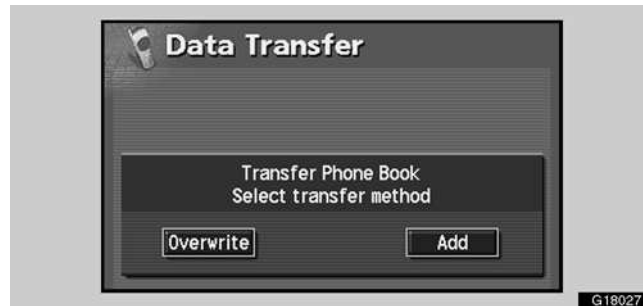 Data Transfer
Transfer Phone Book
Select transfer method
Overwrite Add
G18027